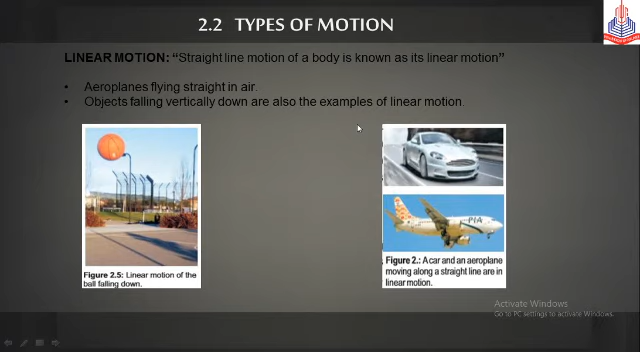 2.2 TYPES OF MOTION
LINEAR MOTION: “Straight line motion of a body is known as its linear motion”
• Aeroplanes flying straight in air.
• Objects falling vertically down are also the examples of linear motion.
Figure 2.5: Linear motion of the
ball falling down.
PIA
Figure 2.: A car and an aeroplane
moving along a straight line are in
linear motion.
Activate Windows
Go to PC settings to activate Windows.